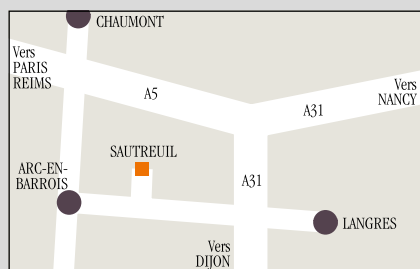 CHAUMONT
Vers
PARIS
REIMS
A5
A31
Vers
NANCY
SAUTREUIL
ARC-EN-
BARROIS
A31
LANGRES
Vers
DIJON